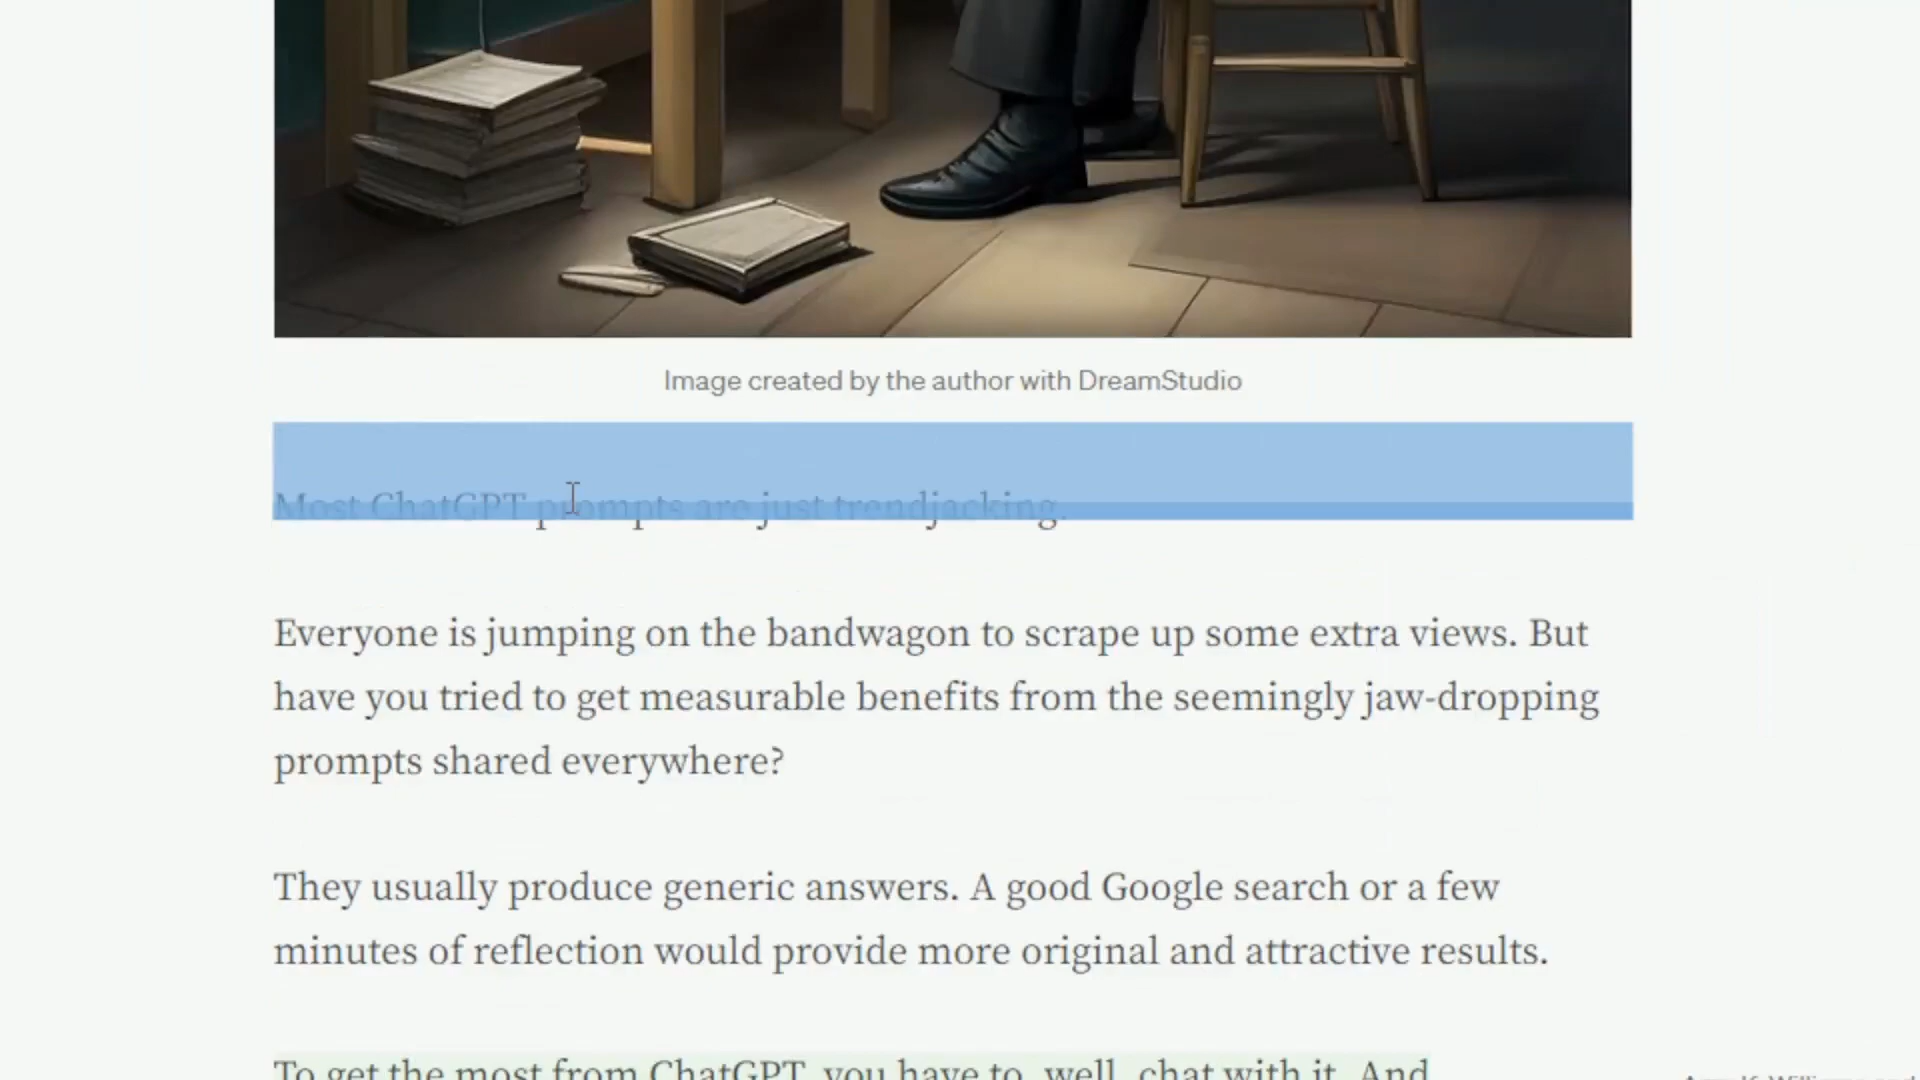 Image created by the author with DreamStudio
Most ChatGPT prompts are just trendjacking.
Everyone is jumping on the bandwagon to scrape up some extra views. But
have you tried to get measurable benefits from the seemingly jaw-dropping
prompts shared everywhere?
They usually produce generic answers. A good Google search or a few
minutes of reflection would provide more original and attractive results.
To get the most from ChatGPT, you have to, well, chat with it. And